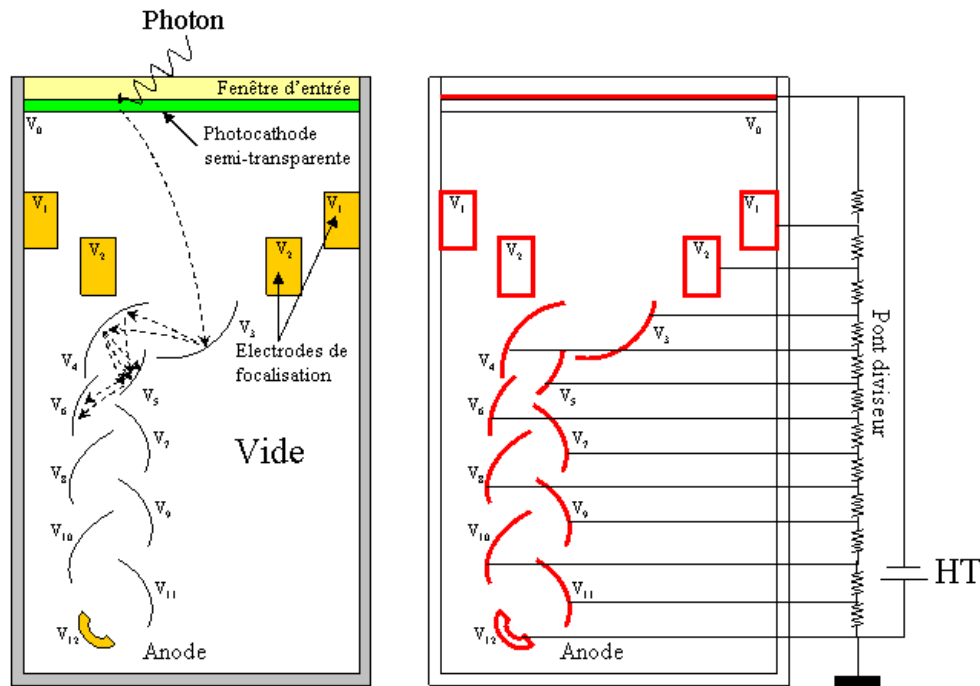 Photon
Fenêtre d'entrée
V0
Photocathode
semi-transparente
V1
V1
V2
V2
V3
Electrodes de
focalisation
V4
V5
V6
V7
Vide
V8
V9
V10
V11
V12
Anode
V0
V1
V1
V2
V2
V3
V4
V5
V6
V7
V8
V9
V10
V11
V12
Anode
Pont diviseur
HT